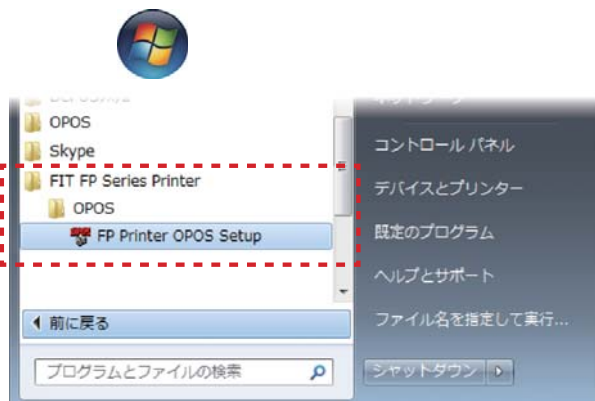 OPOS
Skype
FIT FP Series Printer
OPOS
FP Printer OPOS Setup
前に戻る
プログラムとファイルの検索
コントロール パネル
デバイスとプリンター
既定のプログラム
ヘルプとサポート
ファイル名を指定して実行...
シャットダウン